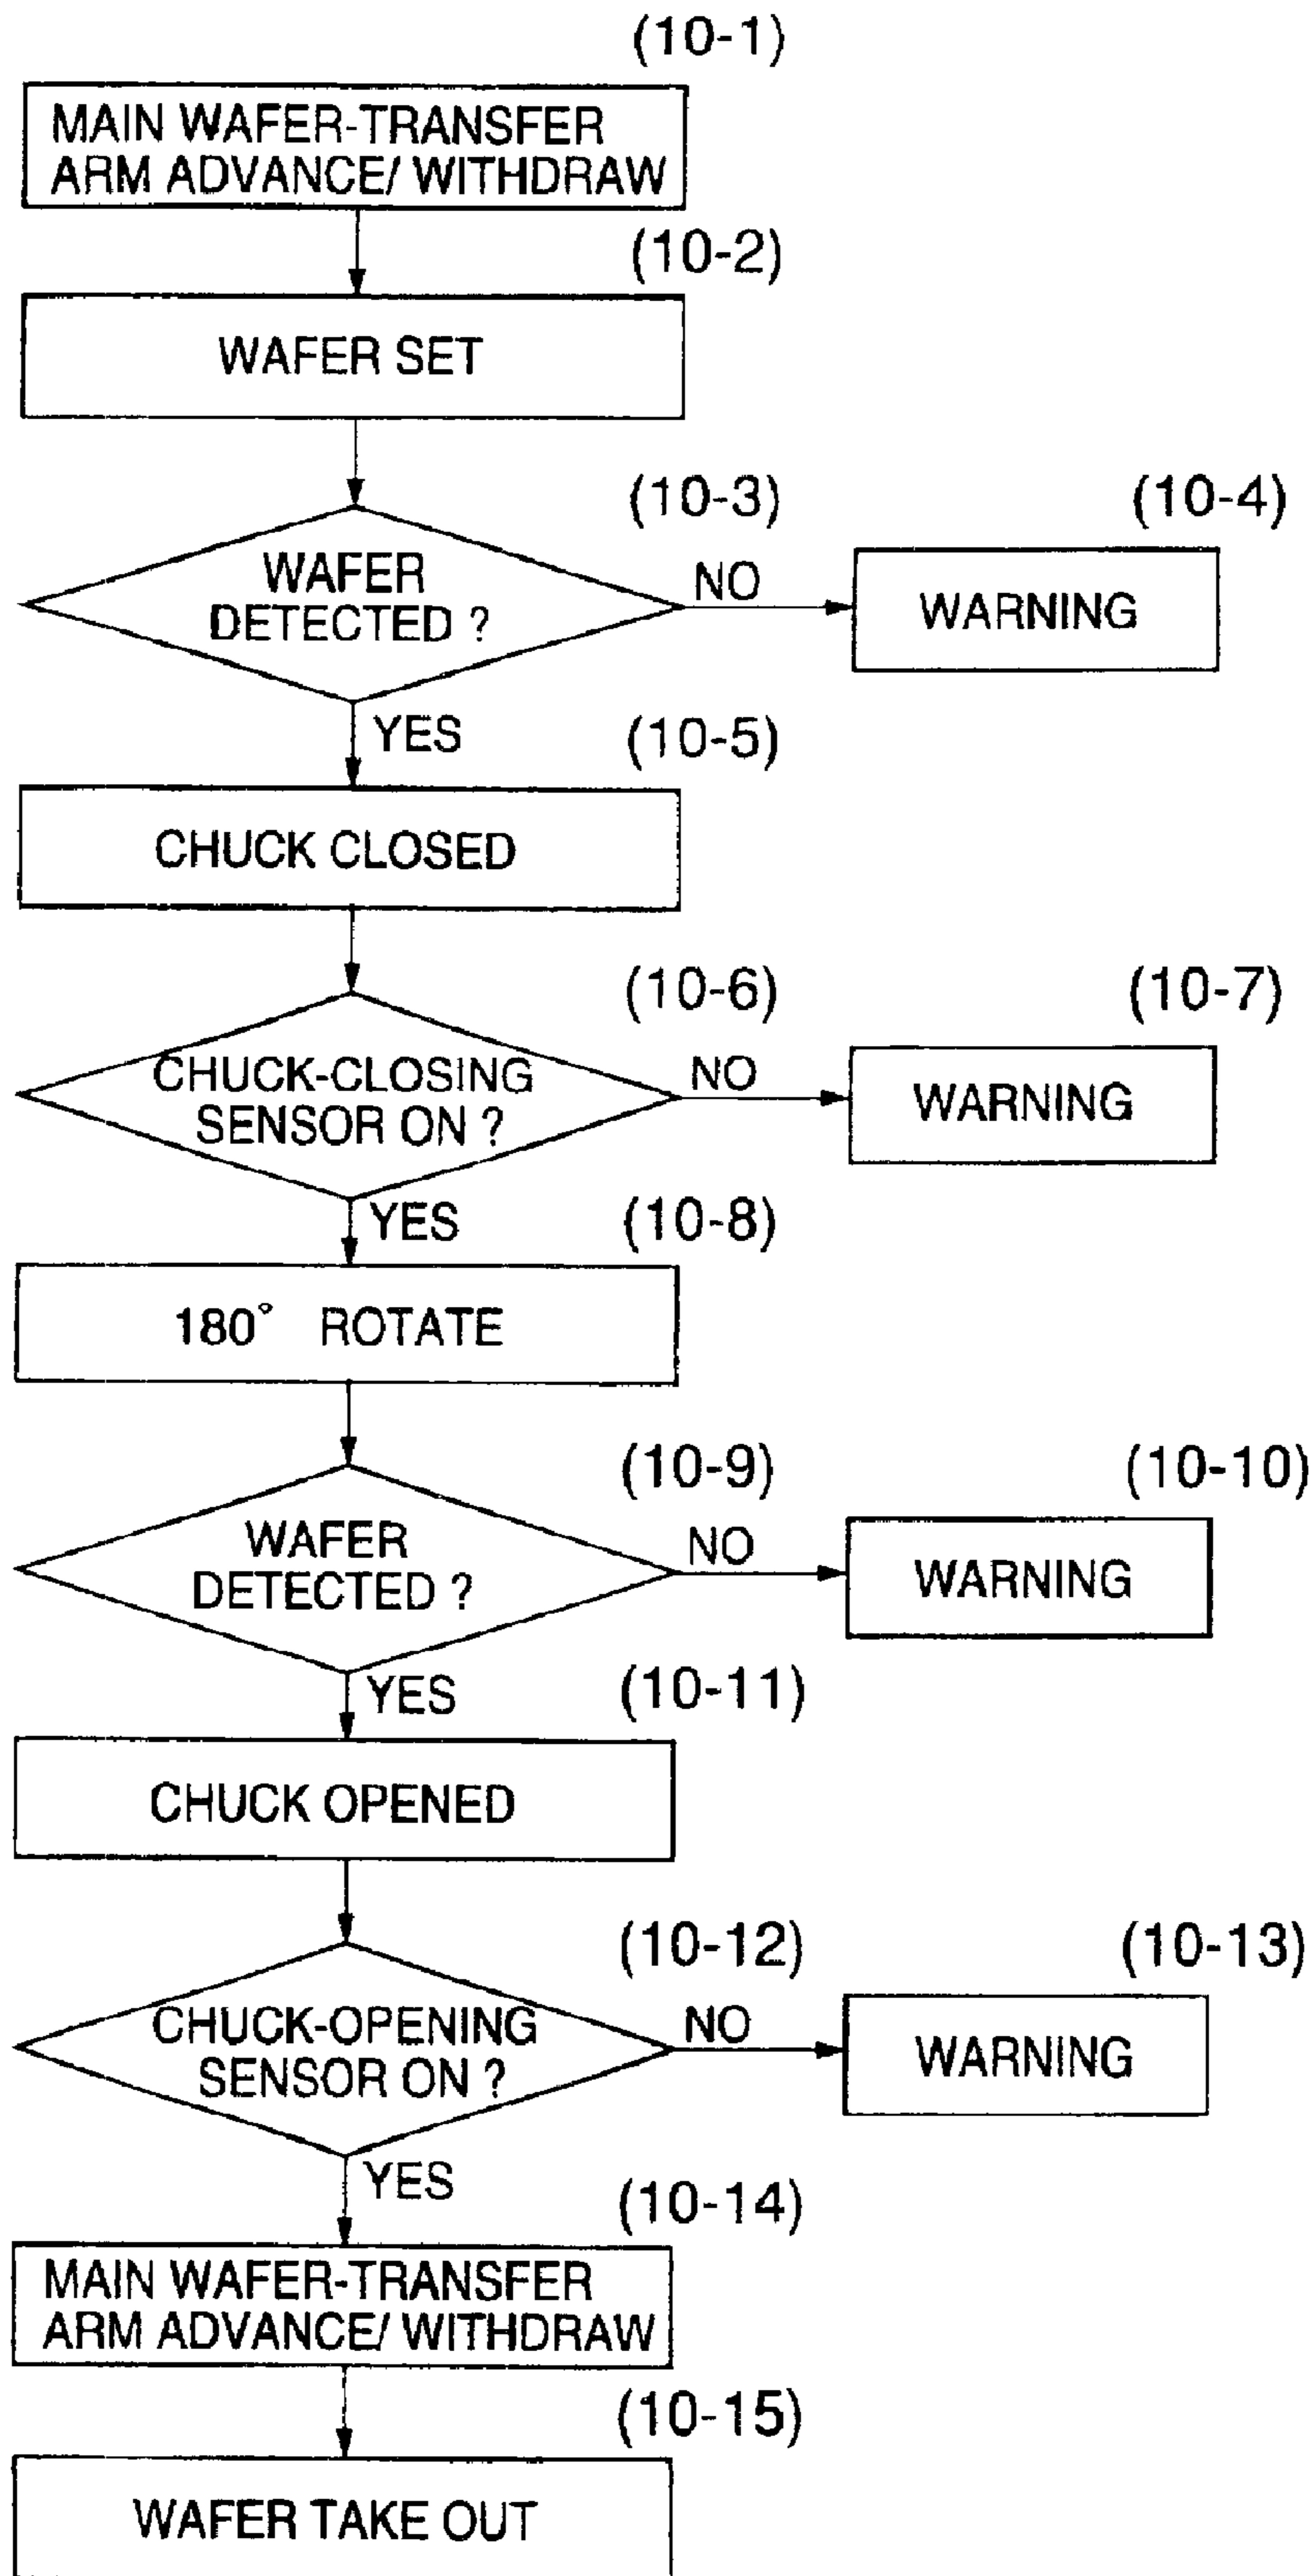 (10-1)
MAIN WAFER-TRANSFER
ARM ADVANCE/ WITHDRAW
(10-2)
WAFER SET
(10-3)
(10-4)
WAFER
DETECTED ?
NO
WARNING
YES
(10-5)
CHUCK CLOSED
(10-6)
(10-7)
CHUCK-CLOSING
SENSOR ON ?
NO
WARNING
YES
(10-8)
180° ROTATE
(10-9)
(10-10)
WAFER
DETECTED ?
NO
WARNING
YES
(10-11)
CHUCK OPENED
(10-12)
(10-13)
CHUCK-OPENING
SENSOR ON ?
NO
WARNING
YES
(10-14)
MAIN WAFER-TRANSFER
ARM ADVANCE/ WITHDRAW
(10-15)
WAFER TAKE OUT